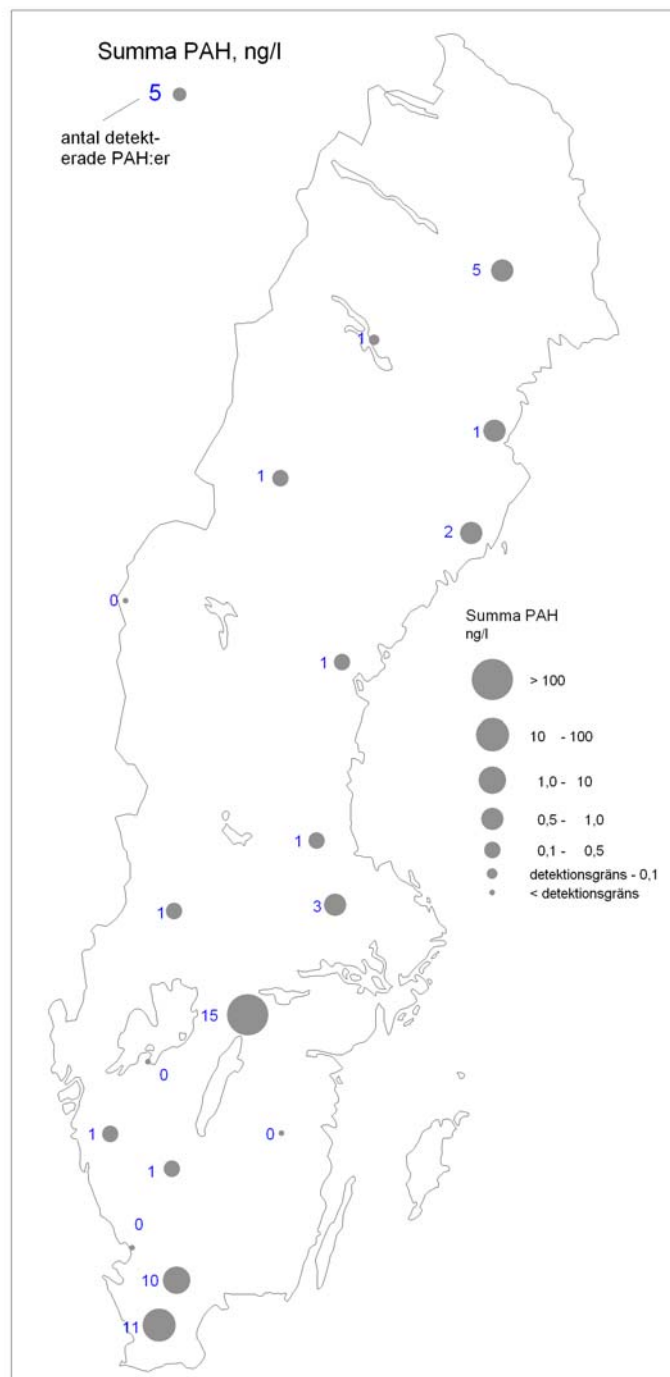 Summa PAH, ng/l
5
antal detekt-
erade PAH:er
5
1
1
1
2
0
1
Summa PAH
ng/l
> 100
10 - 100
1,0 - 10
0,5 - 1,0
0,1 - 0,5
detektionsgräns - 0,1
< detektionsgräns
1
3
1
15
0
1
0
1
0
10
11